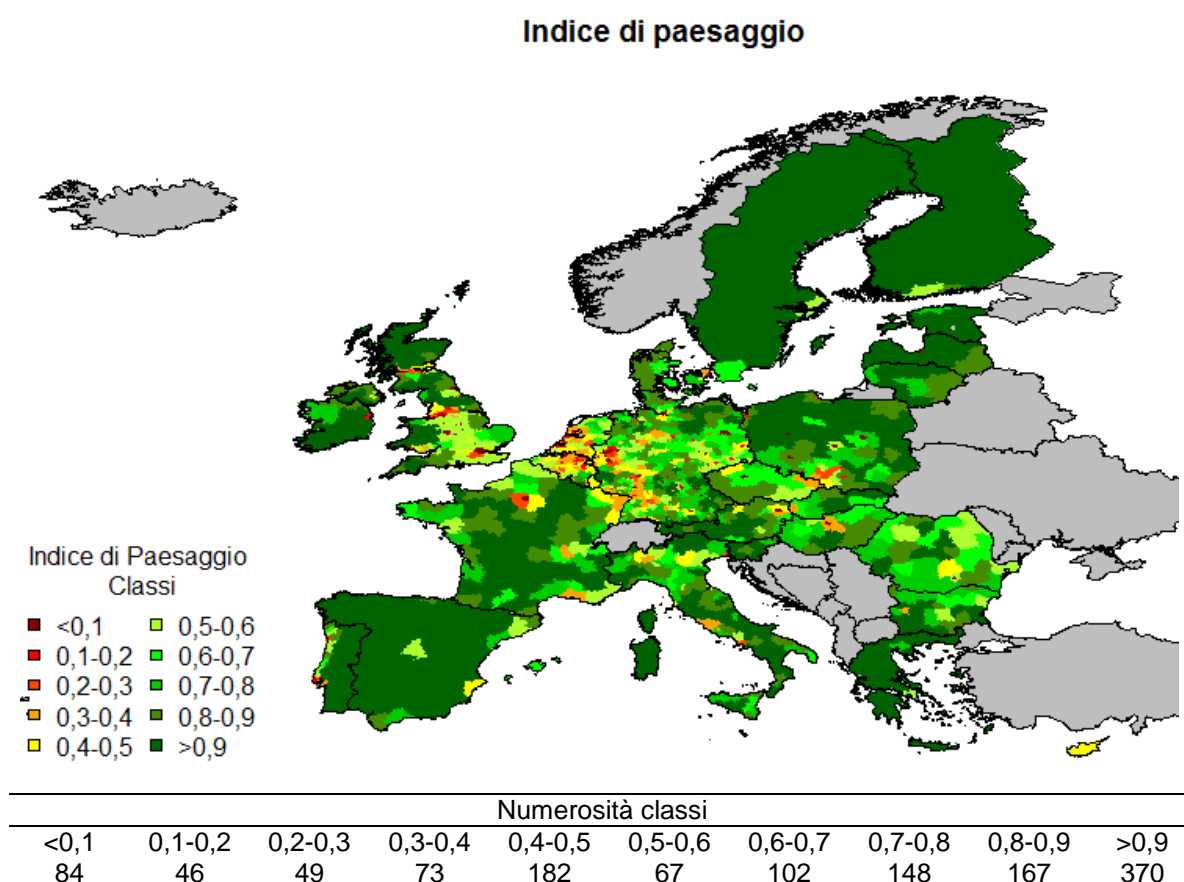 Indice di paesaggio
Indice di Paesaggio
Classi
<0,1
0,1-0,2
0,2-0,3
0,3-0,4
0,4-0,5
0,5-0,6
0,6-0,7
0,7-0,8
0,8-0,9
>0,9
Numerosità classi
<0,1 0,1-0,2 0,2-0,3 0,3-0,4 0,4-0,5 0,5-0,6 0,6-0,7 0,7-0,8 0,8-0,9 >0,9
84 46 49 73 182 67 102 148 167 370